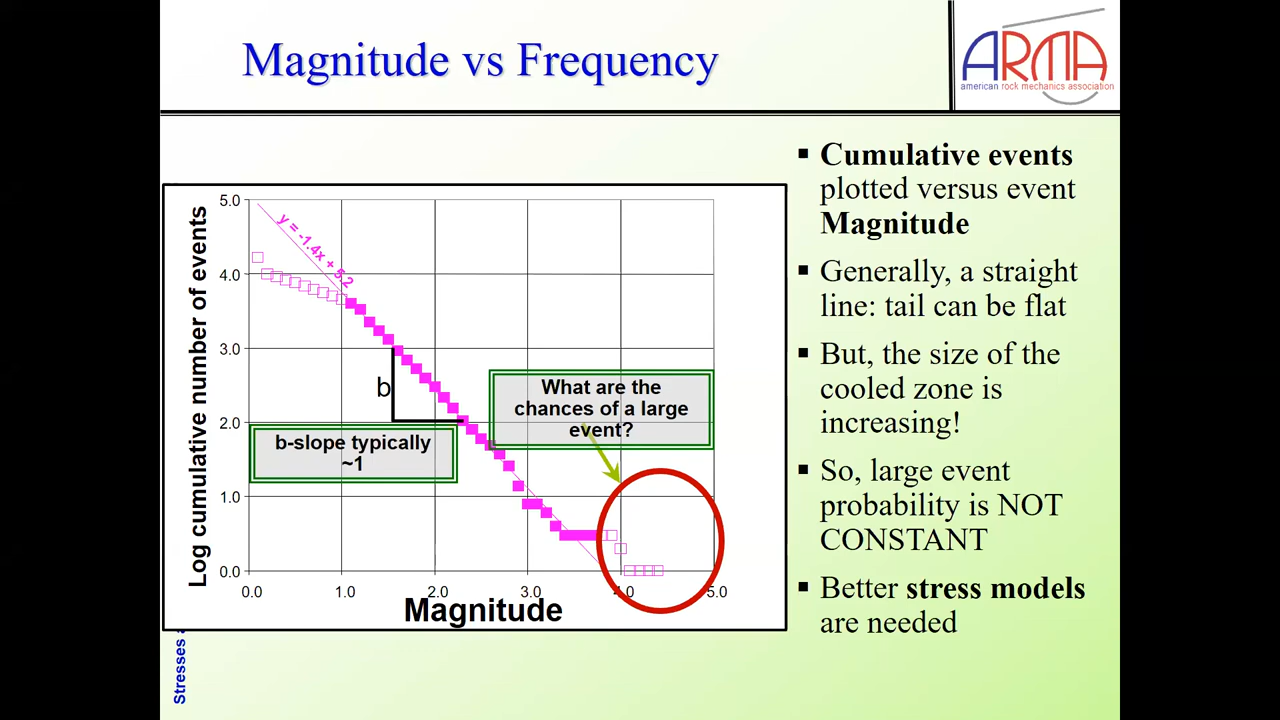 Magnitude vs Frequency
ARMA
american rock mechanics association
Cumulative events
plotted versus event
Magnitude
Generally, a straight
line: tail can be flat
But, the size of the
cooled zone is
increasing!
So, large event
probability is NOT
CONSTANT
Better stress models
are needed
Log cumulative number of events
5.0
4.0
3.0
2.0
1.0
0.0
y = -1.4x + 5.2
b
b-slope typically
~1
What are the
chances of a large
event?
0.0 1.0 2.0 3.0 4.0 5.0
Magnitude
Stresses